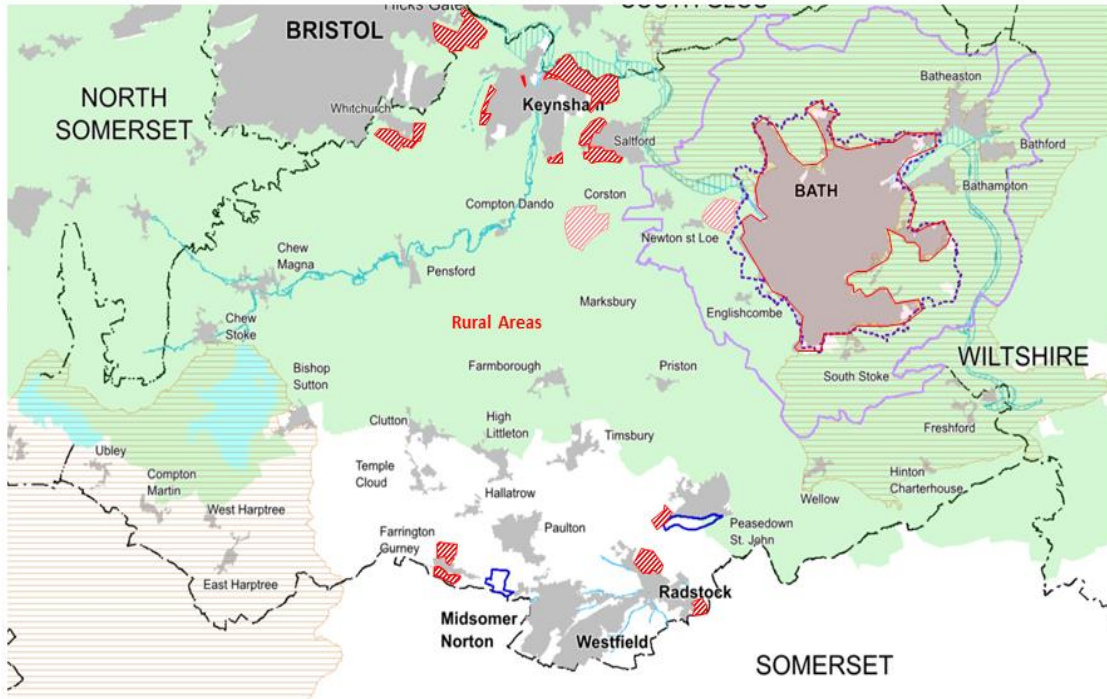 Hicks Gate
BRISTOL
Batheaston
NORTH
SOMERSET
Whitchurch
Keynsham
Saltford
Bathford
BATH
Bathampton
Corston
Compton Dando
Newton st Loe
Chew
Magna
Pensford
Marksbury
Englishcombe
Rural Areas
Chew
Stoke
WILTSHIRE
Bishop
Sutton
Farmborough
Priston
South Stoke
Freshford
Clutton
High
Littleton
Timsbury
Ubley
Temple
Cloud
Compton
Martin
Hinton
Charterhouse
Wellow
Hallatrow
West Harptree
Paulton
Peasedown
St. John
Farrington
Gurney
East Harptree
Radstock
Midsomer
Norton
Westfield
SOMERSET